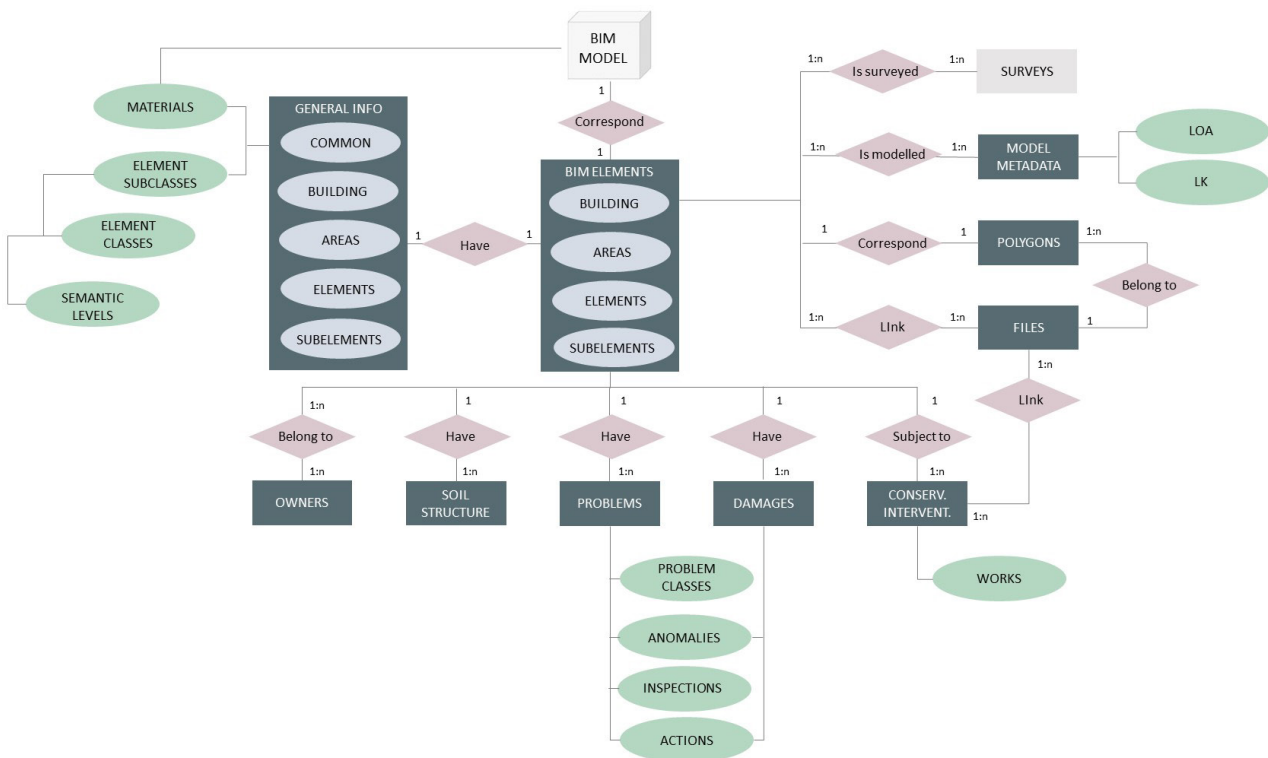 BIM
MODEL
1
Correspond
1
MATERIALS
ELEMENT
SUBCLASSES
ELEMENT
CLASSES
SEMANTIC
LEVELS
GENERAL INFO
COMMON
BUILDING
AREAS
ELEMENTS
SUBELEMENTS
1
Have
1
BIM ELEMENTS
BUILDING
AREAS
ELEMENTS
SUBELEMENTS
1:n
Is surveyed
1:n
SURVEYS
1:n
Is modelled
1:n
MODEL
METADATA
LOA
LK
1
Correspond
1
POLYGONS
1:n
Belong to
1
1:n
LInk
1:n
FILES
1:n
LInk
1:n
1:n
Belong to
1:n
OWNERS
1
Have
1:n
SOIL
STRUCTURE
1
Have
1:n
PROBLEMS
1
Have
1:n
DAMAGES
1
Subject to
1:n
CONSERV.
INTERVENT.
PROBLEM
CLASSES
ANOMALIES
INSPECTIONS
ACTIONS
WORKS